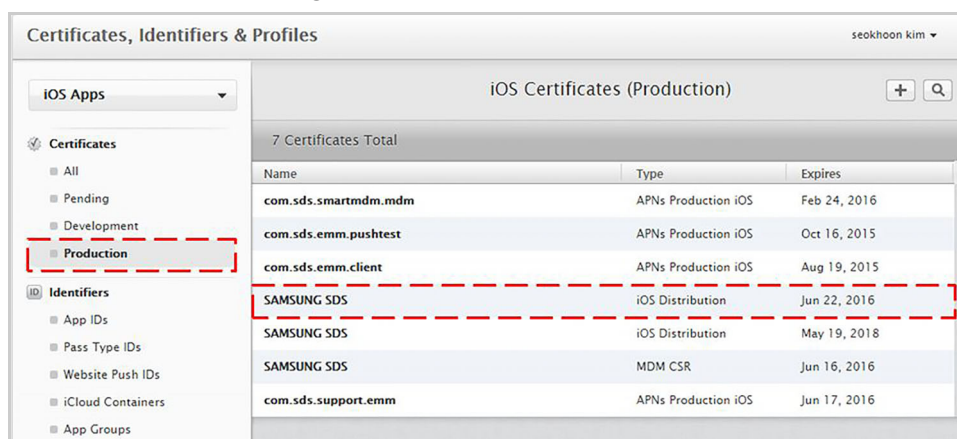 Certificates, Identifiers & Profiles
seokhoon kim
iOS Apps
iOS Certificates (Production)
Certificates
All
Pending
Development
Production
ID Identifiers
App IDs
Pass Type IDs
Website Push IDs
iCloud Containers
App Groups
7 Certificates Total
Name Type Expires
com.sds.smartmdm.mdm APNs Production iOS Feb 24, 2016
com.sds.emm.pushtest APNs Production iOS Oct 16, 2015
com.sds.emm.client APNs Production iOS Aug 19, 2015
SAMSUNG SDS iOS Distribution Jun 22, 2016
SAMSUNG SDS iOS Distribution May 19, 2018
SAMSUNG SDS MDM CSR Jun 16, 2016
com.sds.support.emm APNs Production iOS Jun 17, 2016